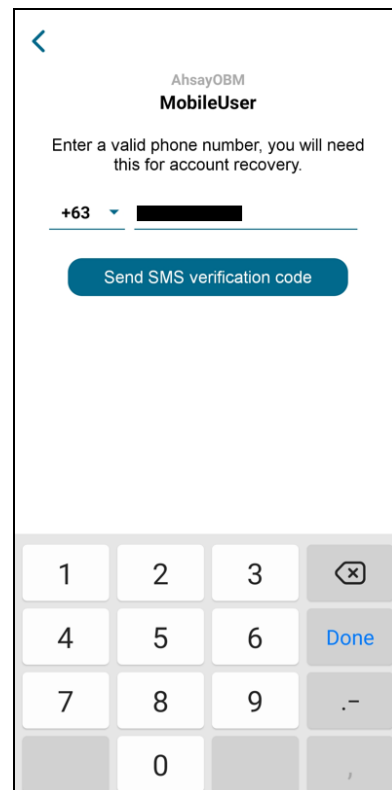 AhsayOBM
MobileUser
Enter a valid phone number, you will need
this for account recovery.
+63
Send SMS verification code
1 2 3
4 5 6 Done
7 8 9 .-
0 ,